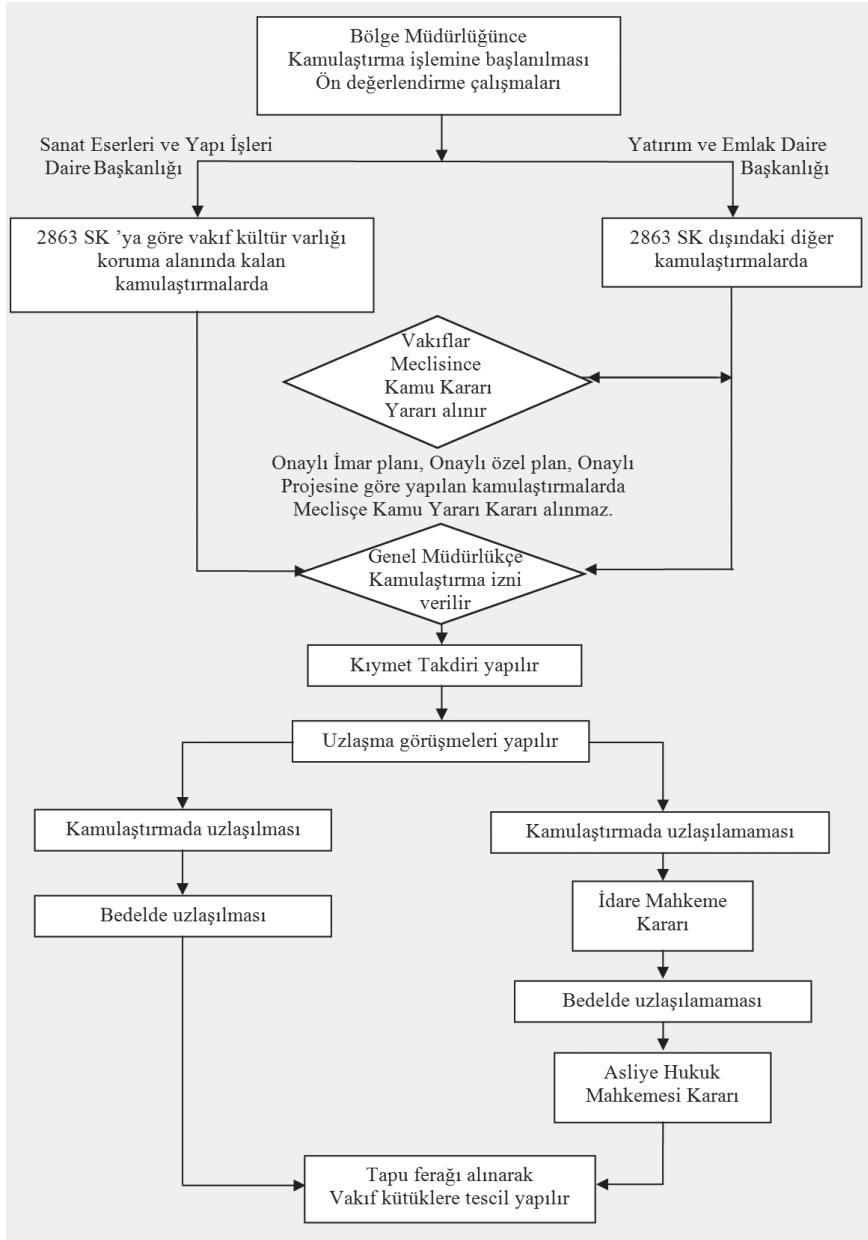 Bölge Müdürlüğünce
Kamulaştırma işlemine başlanılması
Ön değerlendirme çalışmaları
Sanat Eserleri ve Yapı İşleri
Daire Başkanlığı
Yatırım ve Emlak Daire
Başkanlığı
2863 SK ’ya göre vakıf kültür varlığı
koruma alanında kalan
kamulaştırmalarda
2863 SK dışındaki diğer
kamulaştırmalarda
Vakıflar
Meclisince
Kamu Kararı
Yararı alınır
Onaylı İmar planı, Onaylı özel plan, Onaylı
Projesine göre yapılan kamulaştırmalarda
Meclisçe Kamu Yararı Kararı alınmaz.
Genel Müdürlükçe
Kamulaştırma izni
verilir
Kıymet Takdiri yapılır
Uzlaşma görüşmeleri yapılır
Kamulaştırmada uzlaşılması
Bedelde uzlaşılması
Kamulaştırmada uzlaşılamaması
İdare Mahkeme
Kararı
Bedelde uzlaşılamaması
Asliye Hukuk
Mahkemesi Kararı
Tapu ferağı alınarak
Vakıf kütüklere tescil yapılır